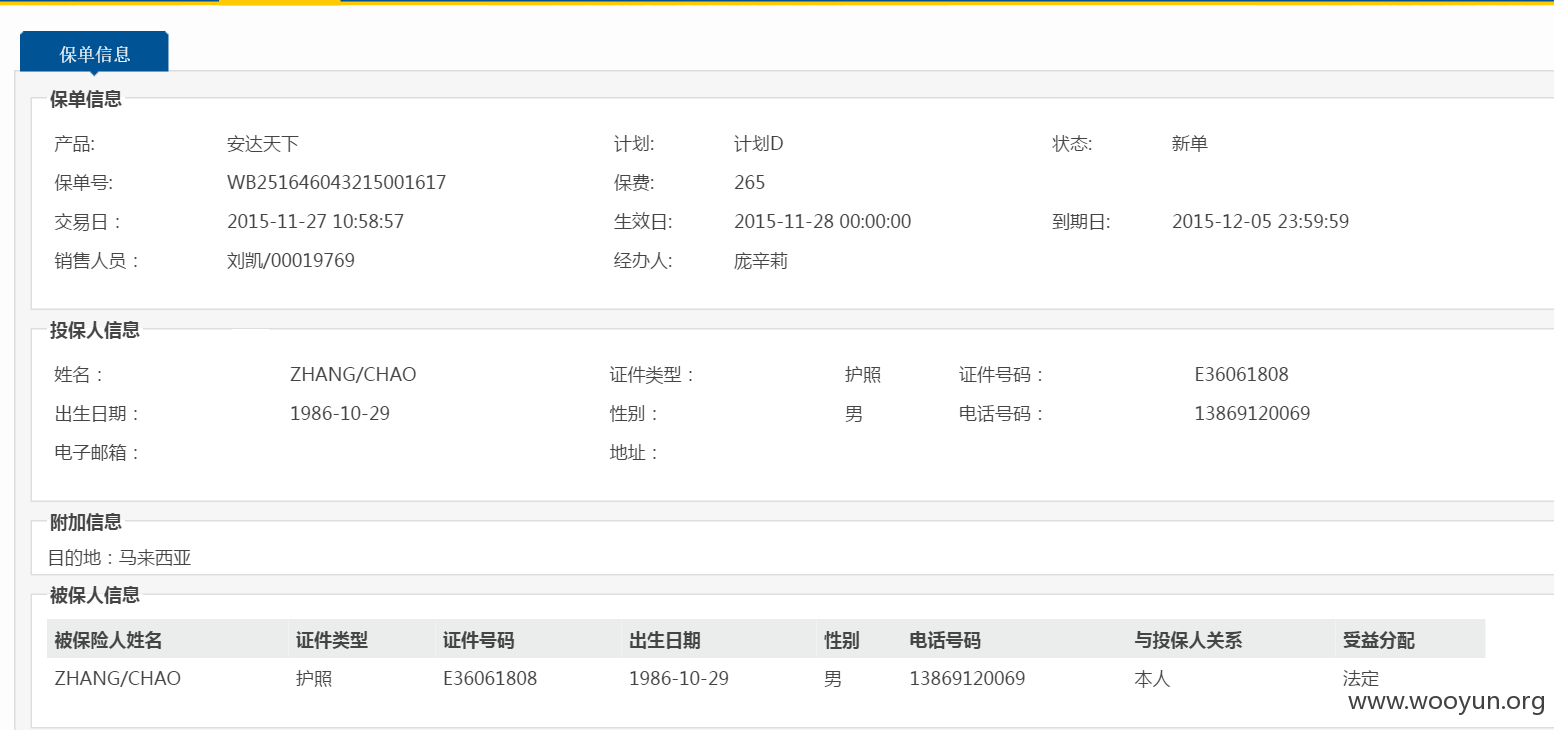 保单信息
保单信息
产品: 安达天下 计划: 计划D 状态: 新单
保单号: WB251646043215001617 保费: 265
交易日： 2015-11-27 10:58:57 生效日: 2015-11-28 00:00:00 到期日: 2015-12-05 23:59:59
销售人员： 刘凯/00019769 经办人: 庞辛莉
投保人信息
姓名： ZHANG/CHAO 证件类型： 护照 证件号码： E36061808
出生日期： 1986-10-29 性别： 男 电话号码： 13869120069
电子邮箱： 地址：
附加信息
目的地：马来西亚
被保人信息
被保险人姓名 证件类型 证件号码 出生日期 性别 电话号码 与投保人关系 受益分配
ZHANG/CHAO 护照 E36061808 1986-10-29 男 13869120069 本人 法定
www.wooyun.org